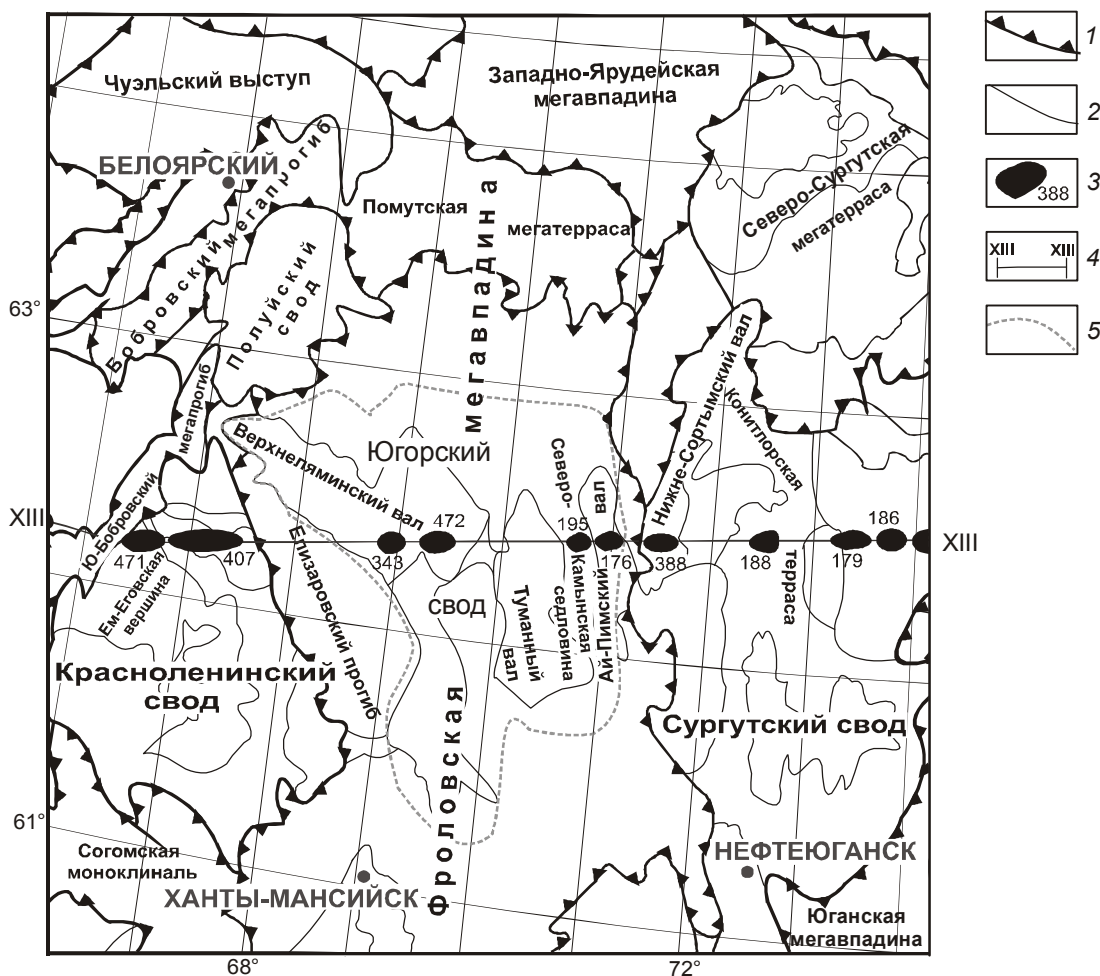 Чуэльский выступ
Западно-Ярудейская
мегавпадина
БЕЛОЯРСКИЙ
Бобровский мегапрогиб
Полуйский
свод
Помутская
мегатерраса
мегавпадина
Северо-Сургутская
мегатерраса
63°
мегапрогиб
Ю-Бобровский
Верхнеляминский вал
Югорский
свод
Северо-
Камынская
седловина
вал
Ай-Пимский
Нижне-Сортымский вал
Конитлорская
терраса
XIII
XIII
471
407
343
472
195
176
388
188
179
186
Ем-Еговская
вершина
Елизаровский прогиб
Туманный
вал
Красноленинский
свод
Фроловская
Сургутский свод
61°
Согомская
моноклиналь
ХАНТЫ-МАНСИЙСК
НЕФТЕЮГАНСК
Юганская
мегавпадина
68°
72°
1
2
388
3
XIII XIII
4
5